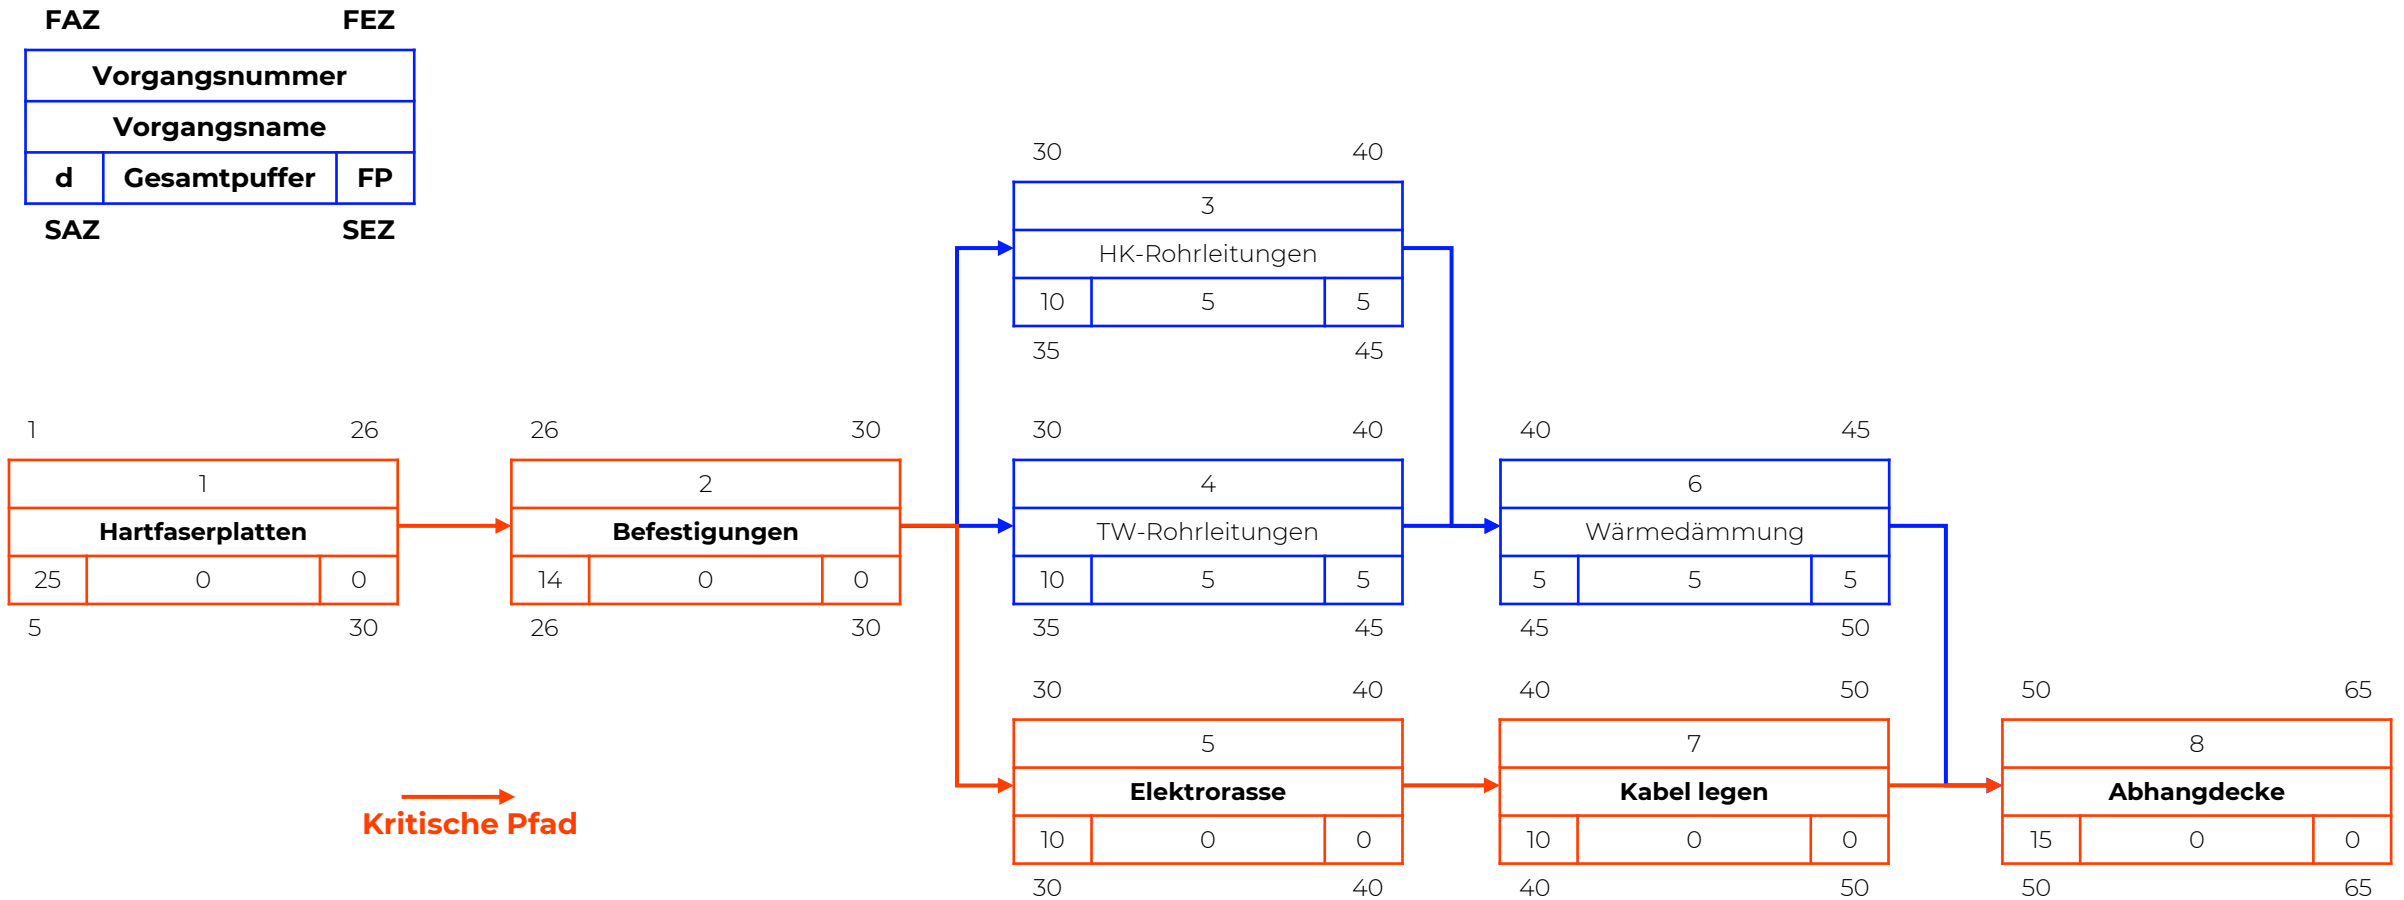 FAZ FEZ
Vorgangsnummer
Vorgangsname
d Gesamtpuffer FP
SAZ SEZ
30 40
3
HK-Rohrleitungen
10 5 5
35 45
1 26
1
Hartfaserplatten
25 0 0
5 30
26 30
2
Befestigungen
14 0 0
26 30
30 40
4
TW-Rohrleitungen
10 5 5
35 45
40 45
6
Wärmedämmung
5 5 5
45 50
30 40
5
Elektrorasse
10 0 0
30 40
40 50
7
Kabel legen
10 0 0
40 50
50 65
8
Abhangdecke
15 0 0
50 65
Kritische Pfad